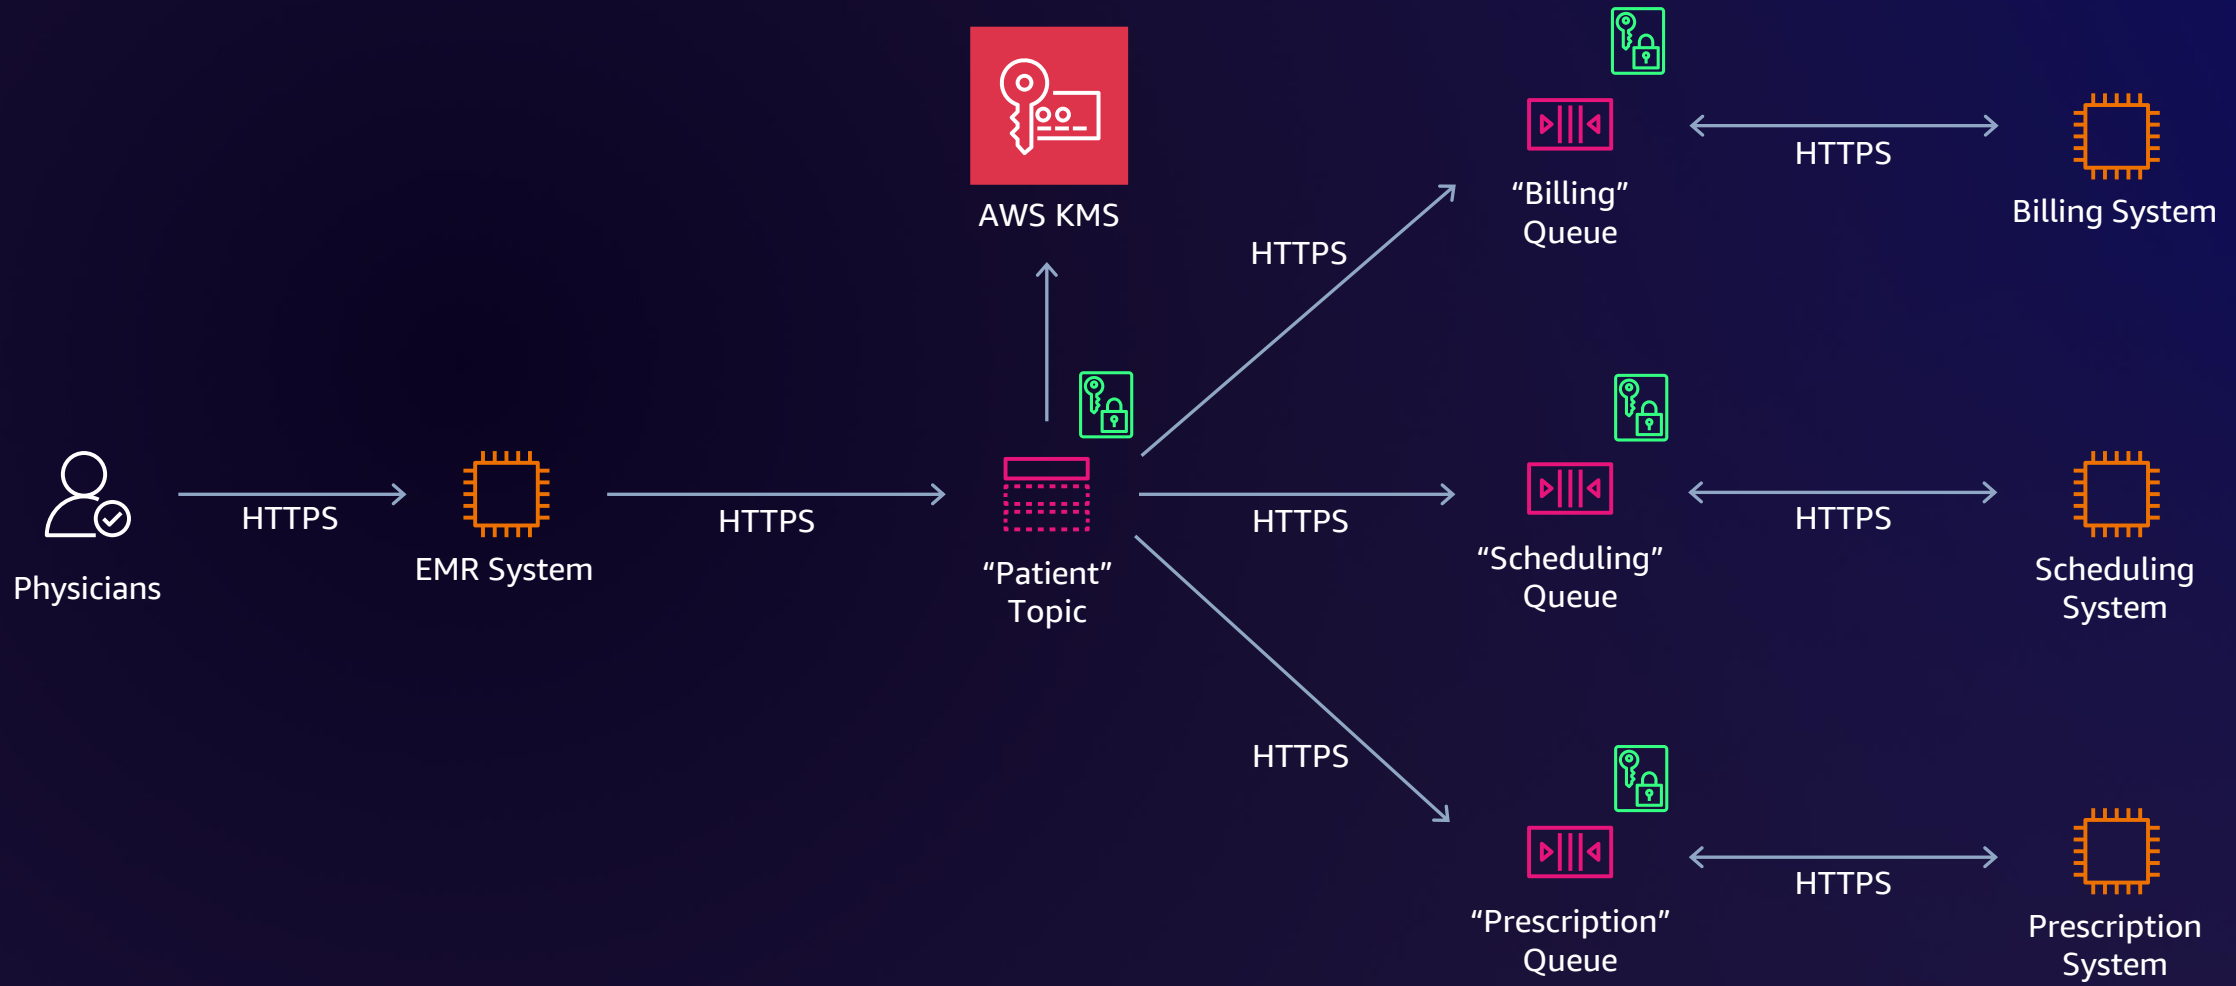 AWS KMS
HTTPS
“Billing”
Queue
HTTPS
Billing System
Physicians
HTTPS
EMR System
HTTPS
“Patient”
Topic
HTTPS
“Scheduling”
Queue
HTTPS
Scheduling
System
HTTPS
“Prescription”
Queue
HTTPS
Prescription
System